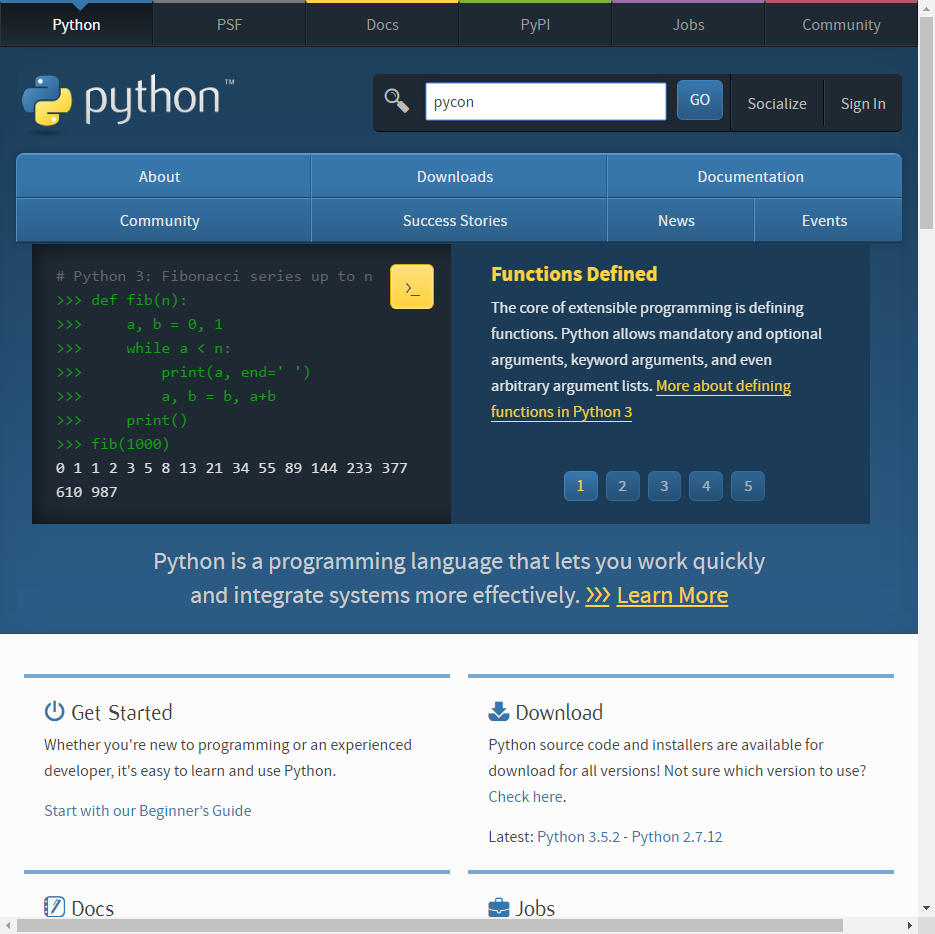 Python PSF Docs PyPI Jobs Community
python™
pycon GO Socialize Sign In
About Downloads Documentation
Community Success Stories News Events
# Python 3: Fibonacci series up to n
>>> def fib(n):
>>>     a, b = 0, 1
>>>     while a < n:
>>>         print(a, end=' ')
>>>         a, b = b, a+b
>>>     print()
>>> fib(1000)
0 1 1 2 3 5 8 13 21 34 55 89 144 233 377
610 987
>_
Functions Defined
The core of extensible programming is defining
functions. Python allows mandatory and optional
arguments, keyword arguments, and even
arbitrary argument lists. More about defining
functions in Python 3
1 2 3 4 5
Python is a programming language that lets you work quickly
and integrate systems more effectively. >>> Learn More
Get Started
Whether you're new to programming or an experienced
developer, it's easy to learn and use Python.
Start with our Beginner’s Guide
Download
Python source code and installers are available for
download for all versions! Not sure which version to use?
Check here.
Latest: Python 3.5.2 - Python 2.7.12
Docs
Jobs